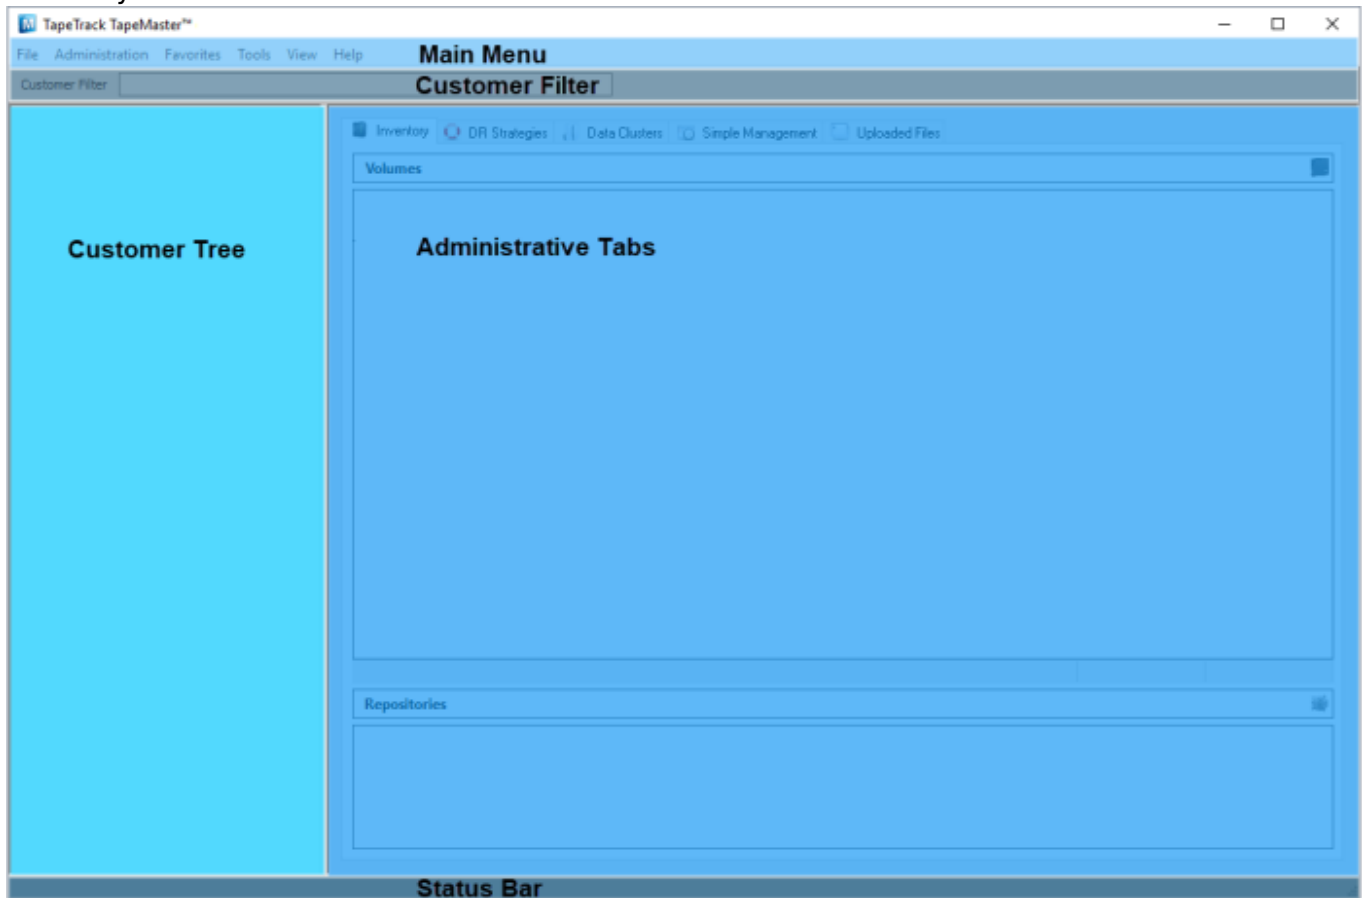 TapeTrack TapeMaster™
File Administration Favorites Tools View Help Main Menu
Customer Filter Customer Filter
Inventory DR Strategies Data Clusters Simple Management Uploaded Files
Volumes
Customer Tree
Administrative Tabs
Repositories
Status Bar